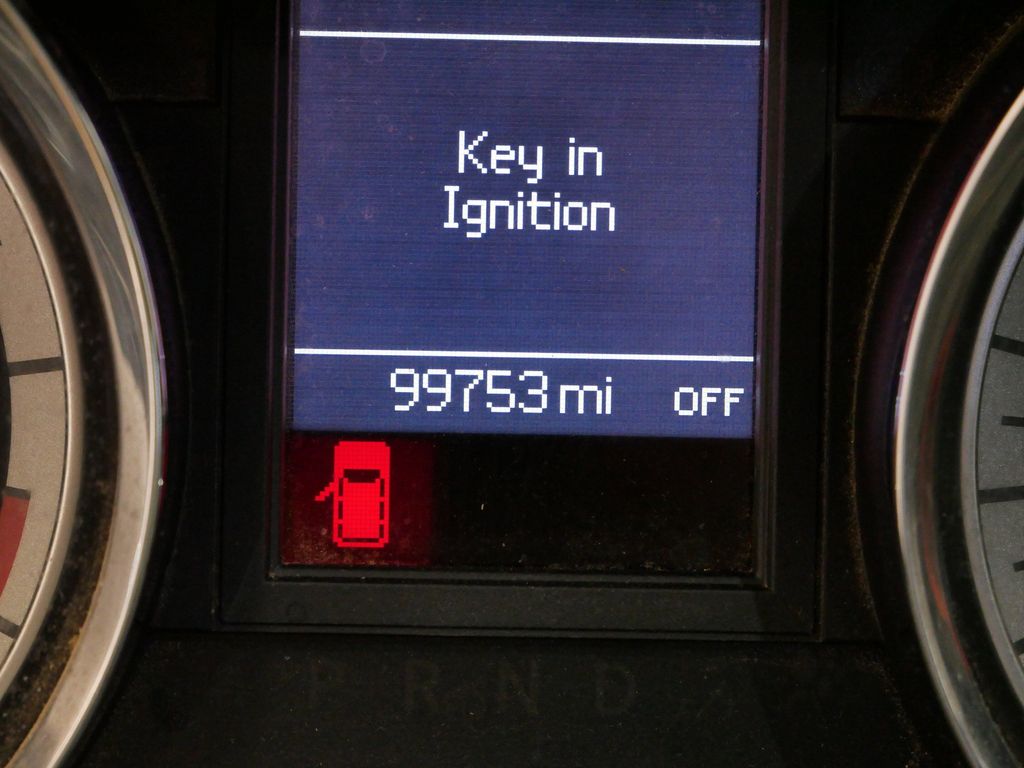 Key in
Ignition
99753 mi OFF
P R N D